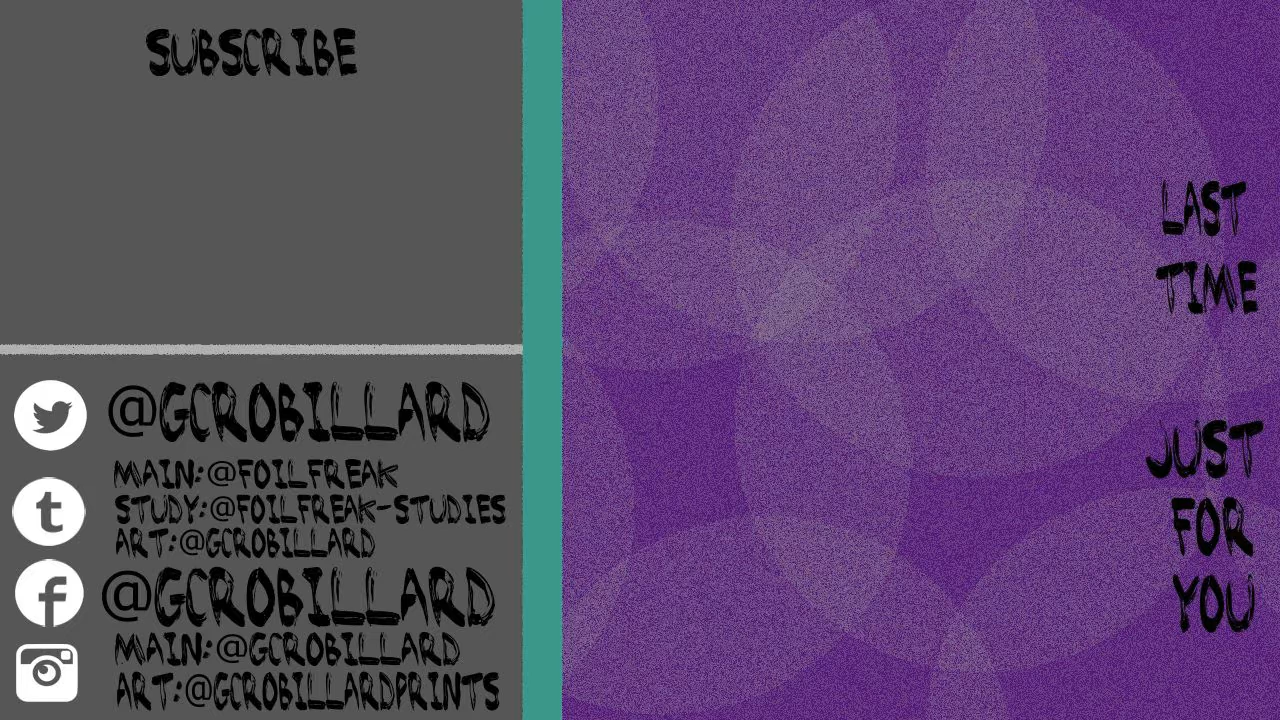 SUBSCRIBE
@GCROBILLARD
MAIN: @FOILFREAK
STUDY: @FOILFREAK-STUDIES
ART: @GCROBILLARD
@GCROBILLARD
MAIN: @GCROBILLARD
ART: @GCROBILLARDPRINTS
LAST
TIME
JUST
FOR
YOU